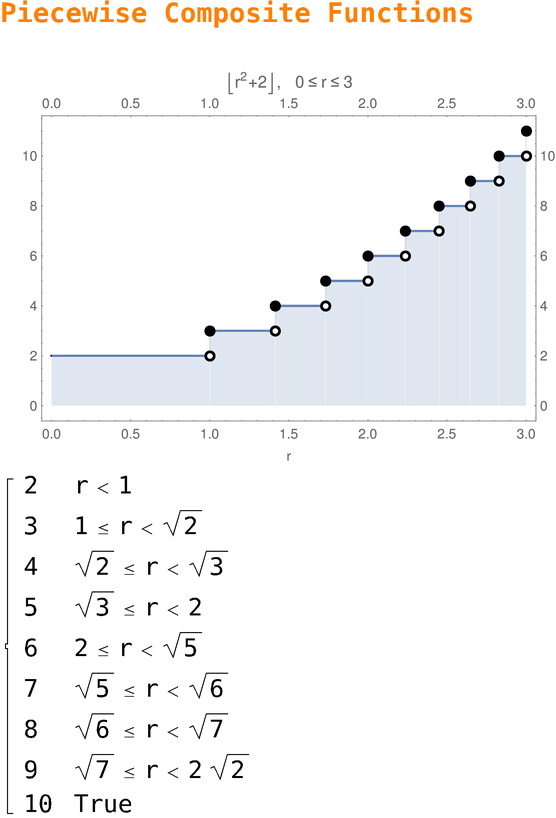 Piecewise Composite Functions
⌊r²+2⌋, 0 ≤ r ≤ 3
0.0 0.5 1.0 1.5 2.0 2.5 3.0
10 10
8 8
6 6
4 4
2 2
0 0
0.0 0.5 1.0 1.5 2.0 2.5 3.0
r
2 r < 1
3 1 ≤ r < √2
4 √2 ≤ r < √3
5 √3 ≤ r < 2
6 2 ≤ r < √5
7 √5 ≤ r < √6
8 √6 ≤ r < √7
9 √7 ≤ r < 2 √2
10 True